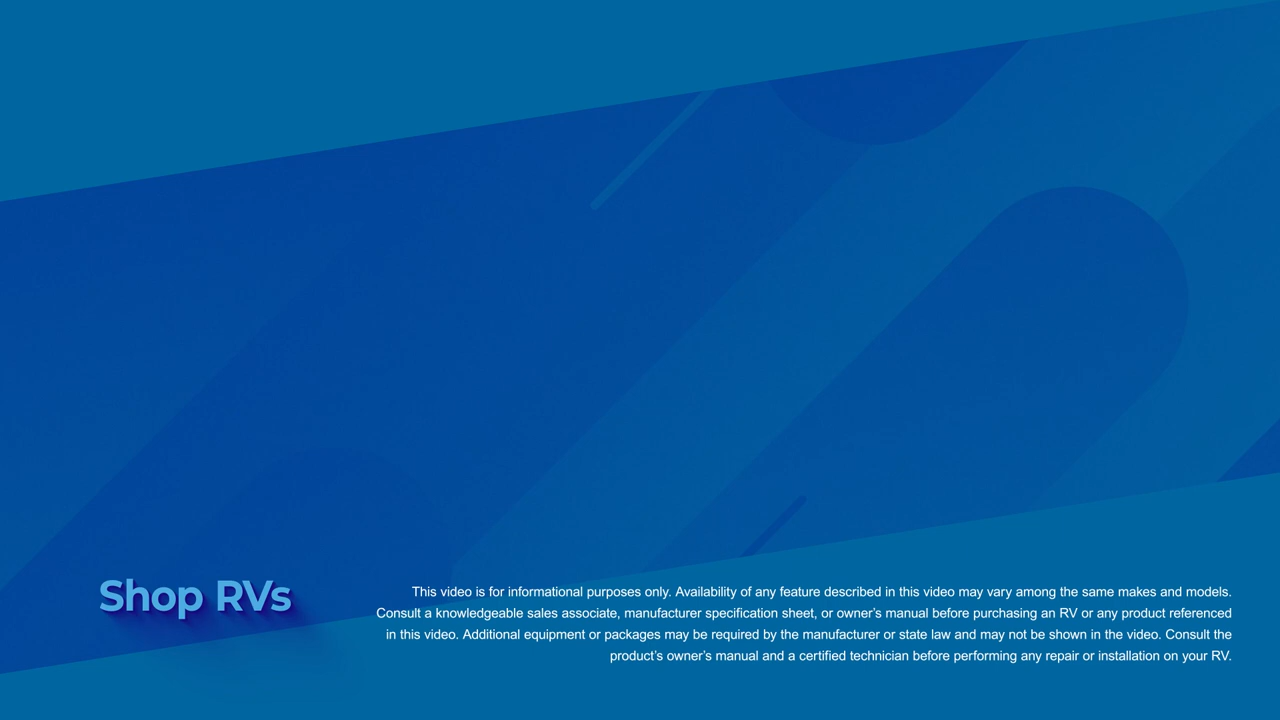 Shop RVs
This video is for informational purposes only. Availability of any feature described in this video may vary among the same makes and models.
Consult a knowledgeable sales associate, manufacturer specification sheet, or owner’s manual before purchasing an RV or any product referenced
in this video. Additional equipment or packages may be required by the manufacturer or state law and may not be shown in the video. Consult the
product’s owner’s manual and a certified technician before performing any repair or installation on your RV.